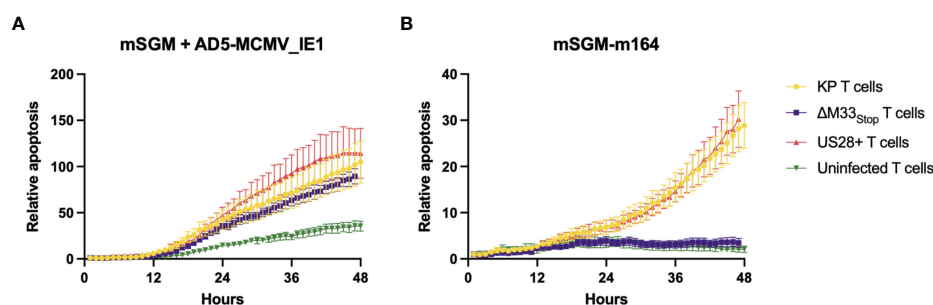 A
mSGM + AD5-MCMV_IE1
Relative apoptosis
200
150
100
50
0
0
12
24
36
48
Hours
B
mSGM-m164
Relative apoptosis
40
30
20
10
0
0
12
24
36
48
Hours
KP T cells
ΔM33Stop T cells
US28+ T cells
Uninfected T cells